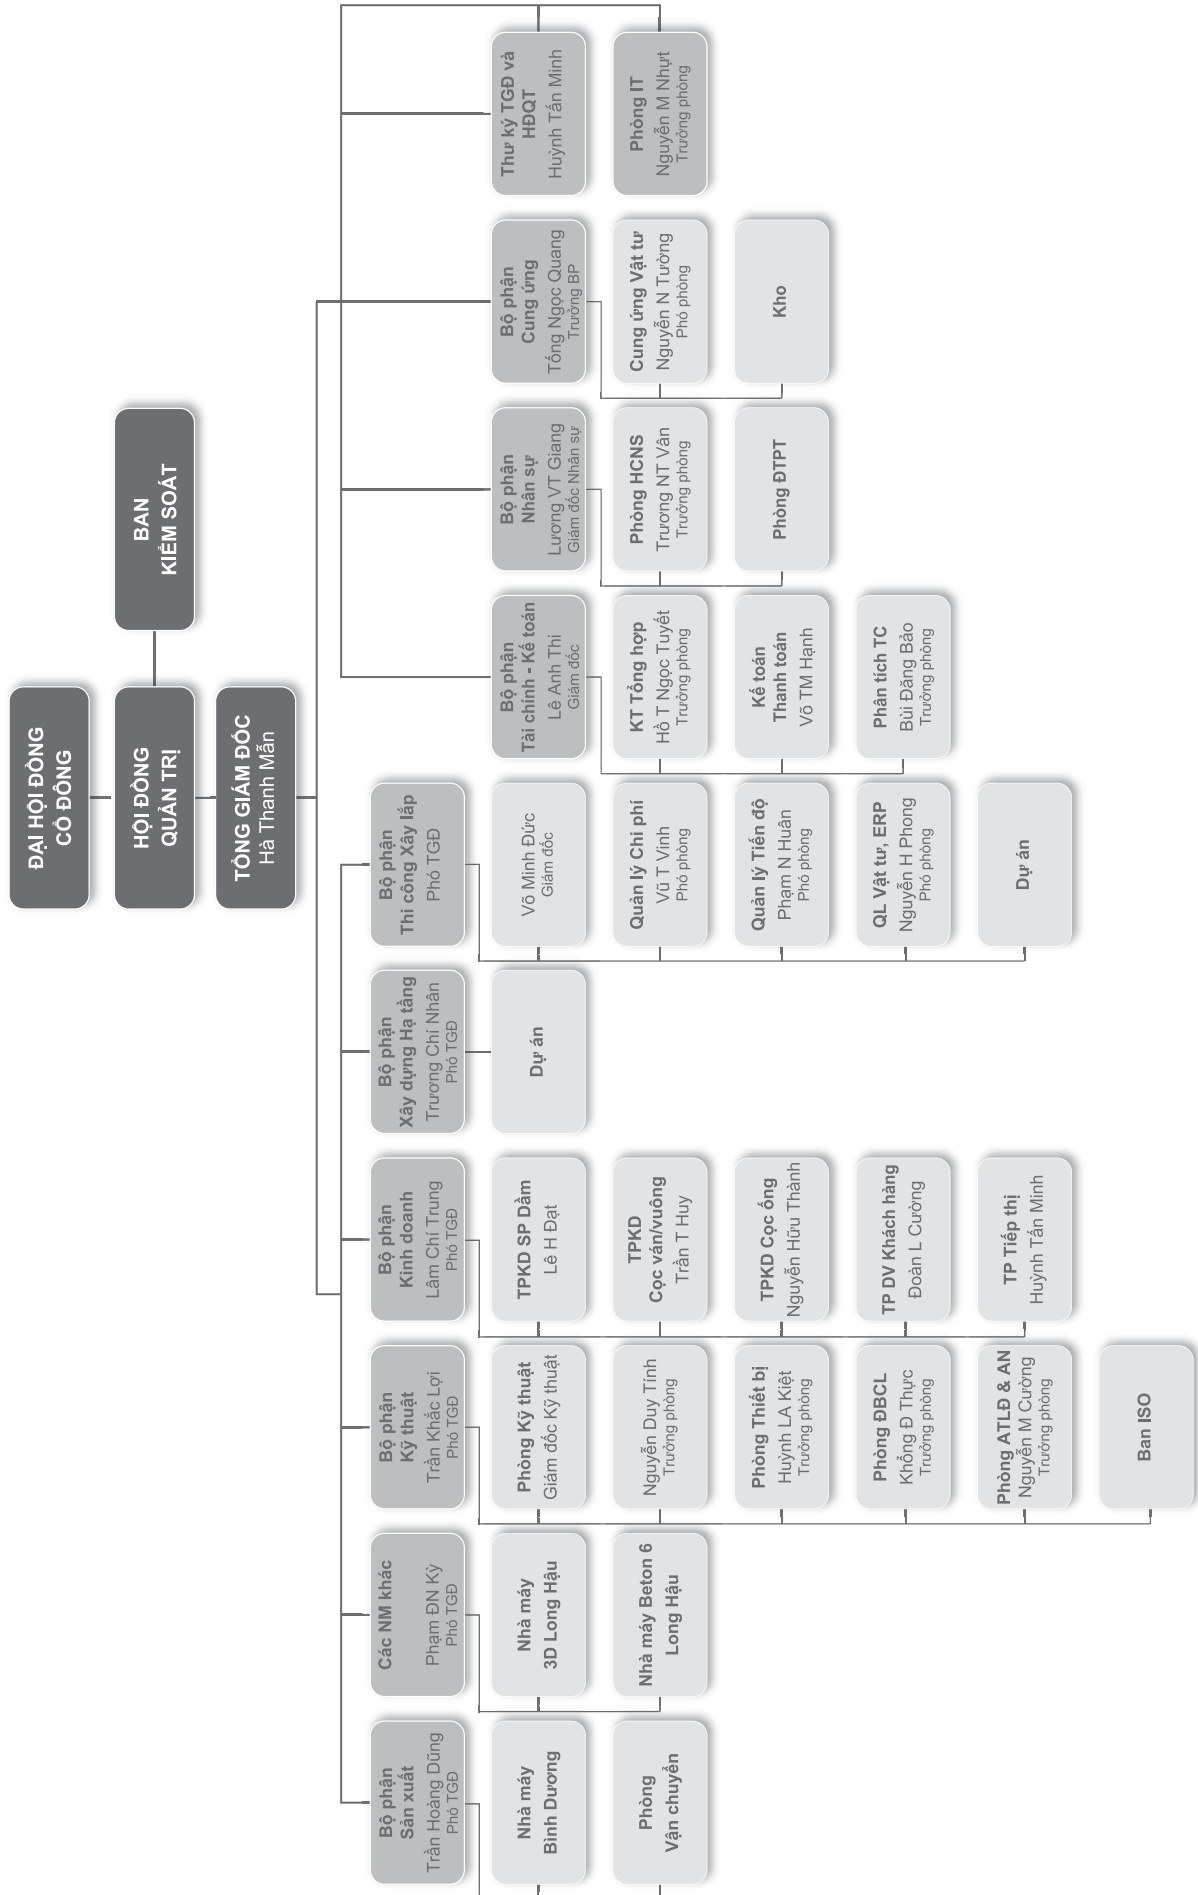 ĐẠI HỘI ĐỒNG
CỔ ĐÔNG
HỘI ĐỒNG
QUẢN TRỊ
BAN
KIỂM SOÁT
TỔNG GIÁM ĐỐC
Hà Thanh Mẫn
Bộ phận
Sản xuất
Trần Hoàng Dũng
Phó TGĐ
Nhà máy
Bình Dương
Phòng
Vận chuyển
Các NM khác
Phạm ĐN Kỳ
Phó TGĐ
Nhà máy
3D Long Hậu
Nhà máy Beton 6
Long Hậu
Bộ phận
Kỹ thuật
Trần Khắc Lợi
Phó TGĐ
Phòng Kỹ thuật
Giám đốc Kỹ thuật
Nguyễn Duy Tính
Trưởng phòng
Phòng Thiết bị
Huỳnh LA Kiệt
Trưởng phòng
Phòng ĐBCL
Khổng Đ Thực
Trưởng phòng
Phòng ATLĐ & AN
Nguyễn M Cường
Trưởng phòng
Ban ISO
Bộ phận
Kinh doanh
Lâm Chí Trung
Phó TGĐ
TPKD SP Dầm
Lê H Đạt
TPKD
Cọc ván/vuông
Trần T Huy
TPKD Cọc ống
Nguyễn Hữu Thành
TP DV Khách hàng
Đoàn L Cường
TP Tiếp thị
Huỳnh Tấn Minh
Bộ phận
Xây dựng Hạ tầng
Trương Chí Nhân
Phó TGĐ
Dự án
Bộ phận
Thi công Xây lắp
Phó TGĐ
Võ Minh Đức
Giám đốc
Quản lý Chi phí
Vũ T Vinh
Phó phòng
Quản lý Tiến độ
Phạm N Huân
Phó phòng
QL Vật tư, ERP
Nguyễn H Phong
Phó phòng
Dự án
Bộ phận
Tài chính - Kế toán
Lê Anh Thi
Giám đốc
KT Tổng hợp
Hồ T Ngọc Tuyết
Trưởng phòng
Kế toán
Thanh toán
Võ TM Hạnh
Phân tích TC
Bùi Đăng Bảo
Trưởng phòng
Bộ phận
Nhân sự
Lương VT Giang
Giám đốc Nhân sự
Phòng HCNS
Trương NT Vân
Trưởng phòng
Phòng ĐTPT
Bộ phận
Cung ứng
Tống Ngọc Quang
Trưởng BP
Cung ứng Vật tư
Nguyễn N Tường
Phó phòng
Kho
Thư ký TGĐ và
HĐQT
Huỳnh Tấn Minh
Phòng IT
Nguyễn M Nhựt
Trưởng phòng